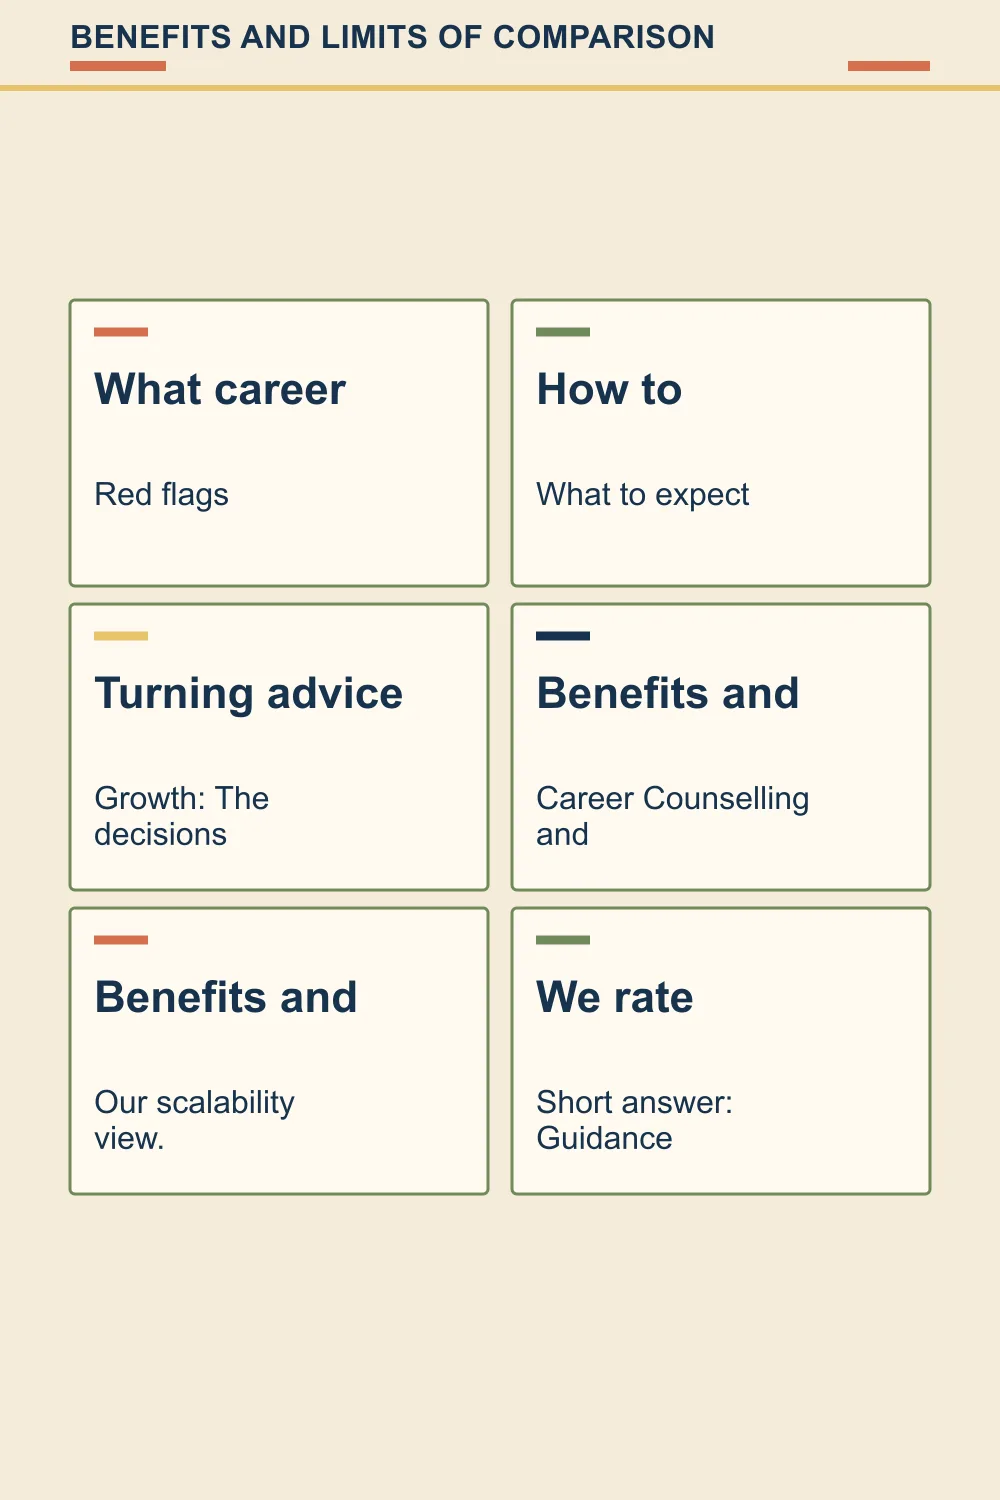 BENEFITS AND LIMITS OF COMPARISON
What career
Red flags
How to
What to expect
Turning advice
Growth: The
decisions
Benefits and
Career Counselling
and
Benefits and
Our scalability
view.
We rate
Short answer:
Guidance